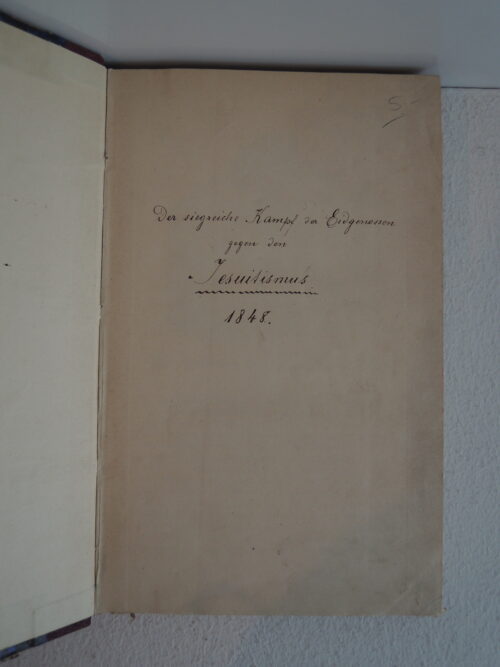 5.-
Der siegreiche Kampf der Eidgenossen
gegen den
Jesuitismus
1848.